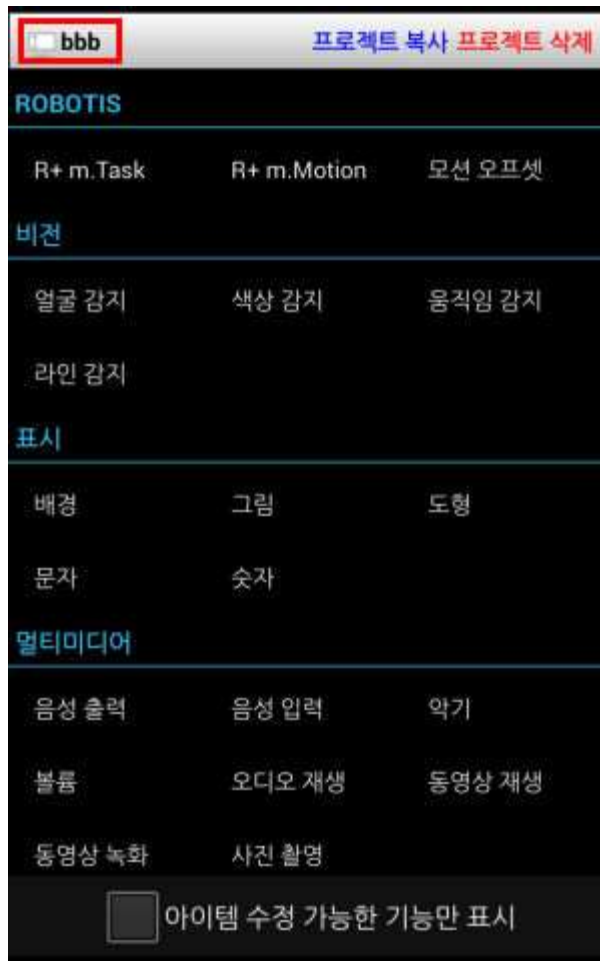 bbb 프로젝트 복사 프로젝트 삭제
ROBOTIS
R+ m.Task R+ m.Motion 모션 오프셋
비전
얼굴 감지 색상 감지 움직임 감지
라인 감지
표시
배경 그림 도형
문자 숫자
멀티미디어
음성 출력 음성 입력 악기
볼륨 오디오 재생 동영상 재생
동영상 녹화 사진 촬영
아이템 수정 가능한 기능만 표시